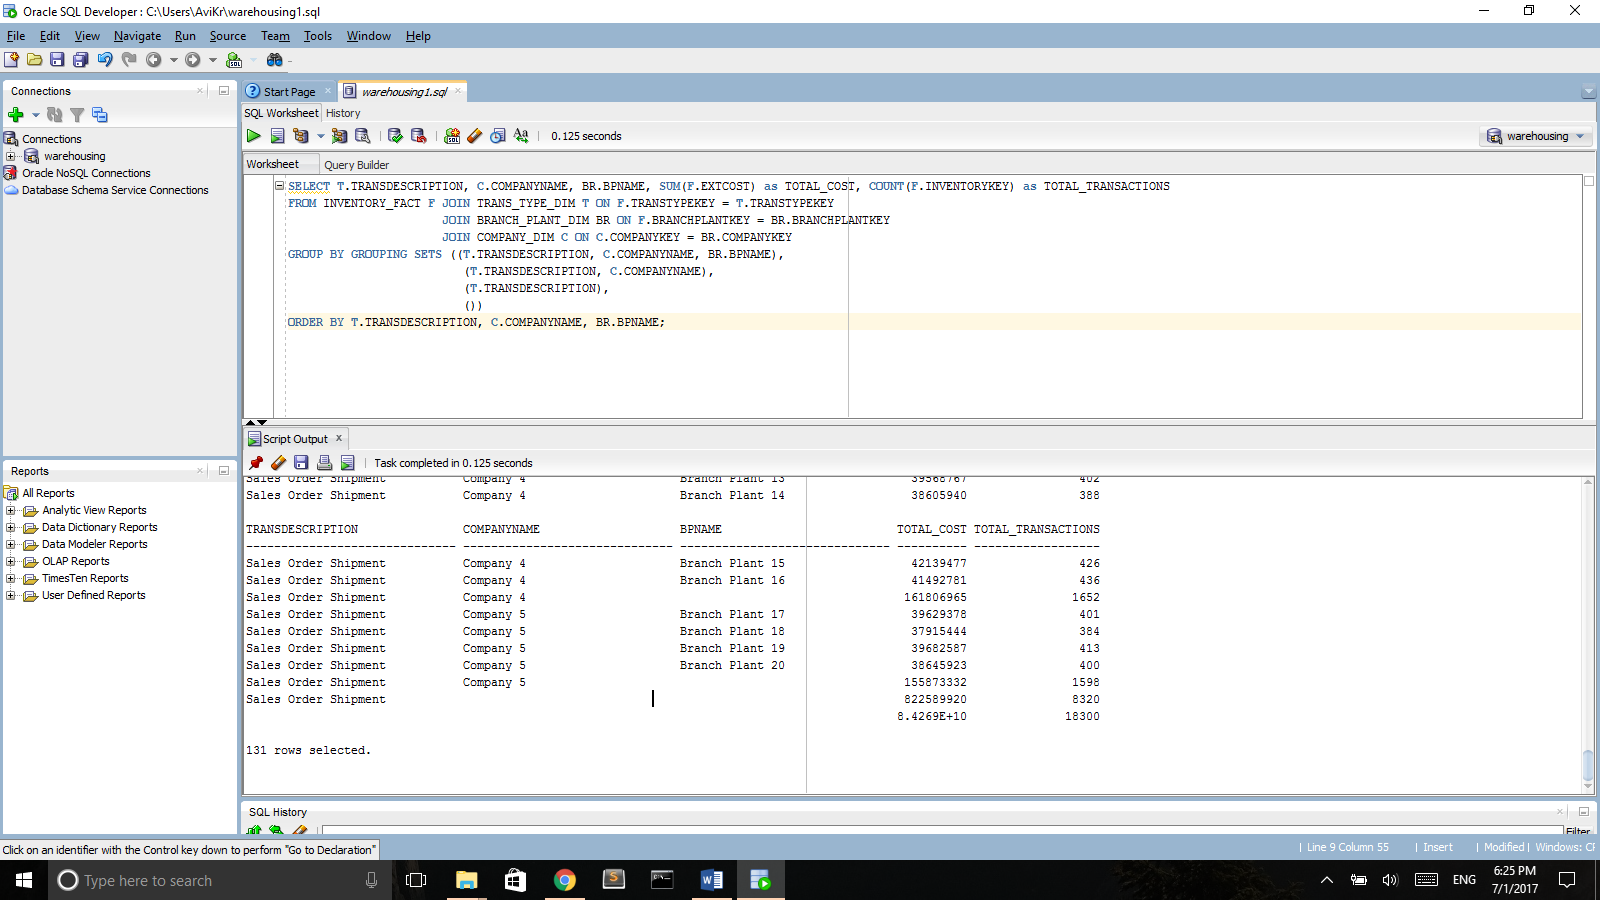 Oracle SQL Developer : C:\Users\AviKr\warehousing1.sql
File Edit View Navigate Run Source Team Tools Window Help
Connections
Connections
warehousing
Oracle NoSQL Connections
Database Schema Service Connections
Reports
All Reports
Analytic View Reports
Data Dictionary Reports
Data Modeler Reports
OLAP Reports
TimesTen Reports
User Defined Reports
Start Page warehousing1.sql
SQL Worksheet History
0.125 seconds
warehousing
Worksheet Query Builder
SELECT T.TRANSDESCRIPTION, C.COMPANYNAME, BR.BPNAME, SUM(F.EXTCOST) as TOTAL_COST, COUNT(F.INVENTORYKEY) as TOTAL_TRANSACTIONS
FROM INVENTORY_FACT F JOIN TRANS_TYPE_DIM T ON F.TRANSTYPEKEY = T.TRANSTYPEKEY
JOIN BRANCH_PLANT_DIM BR ON F.BRANCHPLANTKEY = BR.BRANCHPLANTKEY
JOIN COMPANY_DIM C ON C.COMPANYKEY = BR.COMPANYKEY
GROUP BY GROUPING SETS ((T.TRANSDESCRIPTION, C.COMPANYNAME, BR.BPNAME),
(T.TRANSDESCRIPTION, C.COMPANYNAME),
(T.TRANSDESCRIPTION),
())
ORDER BY T.TRANSDESCRIPTION, C.COMPANYNAME, BR.BPNAME;
Script Output
Task completed in 0.125 seconds
Sales Order Shipment Company 4 Branch Plant 13 39568767 402
Sales Order Shipment Company 4 Branch Plant 14 38605940 388
TRANSDESCRIPTION COMPANYNAME BPNAME TOTAL_COST TOTAL_TRANSACTIONS
------------------------------ ------------------------------ ------------------------------ ---------- ------------------
Sales Order Shipment Company 4 Branch Plant 15 42139477 426
Sales Order Shipment Company 4 Branch Plant 16 41492781 436
Sales Order Shipment Company 4 161806965 1652
Sales Order Shipment Company 5 Branch Plant 17 39629378 401
Sales Order Shipment Company 5 Branch Plant 18 37915444 384
Sales Order Shipment Company 5 Branch Plant 19 39682587 413
Sales Order Shipment Company 5 Branch Plant 20 38645923 400
Sales Order Shipment Company 5 155873332 1598
Sales Order Shipment 822589920 8320
8.4269E+10 18300
131 rows selected.
SQL History
Filter
Click on an identifier with the Control key down to perform "Go to Declaration"
| Line 9 Column 55 | Insert | Modified | Windows: CF
Type here to search
ENG
6:25 PM
7/1/2017